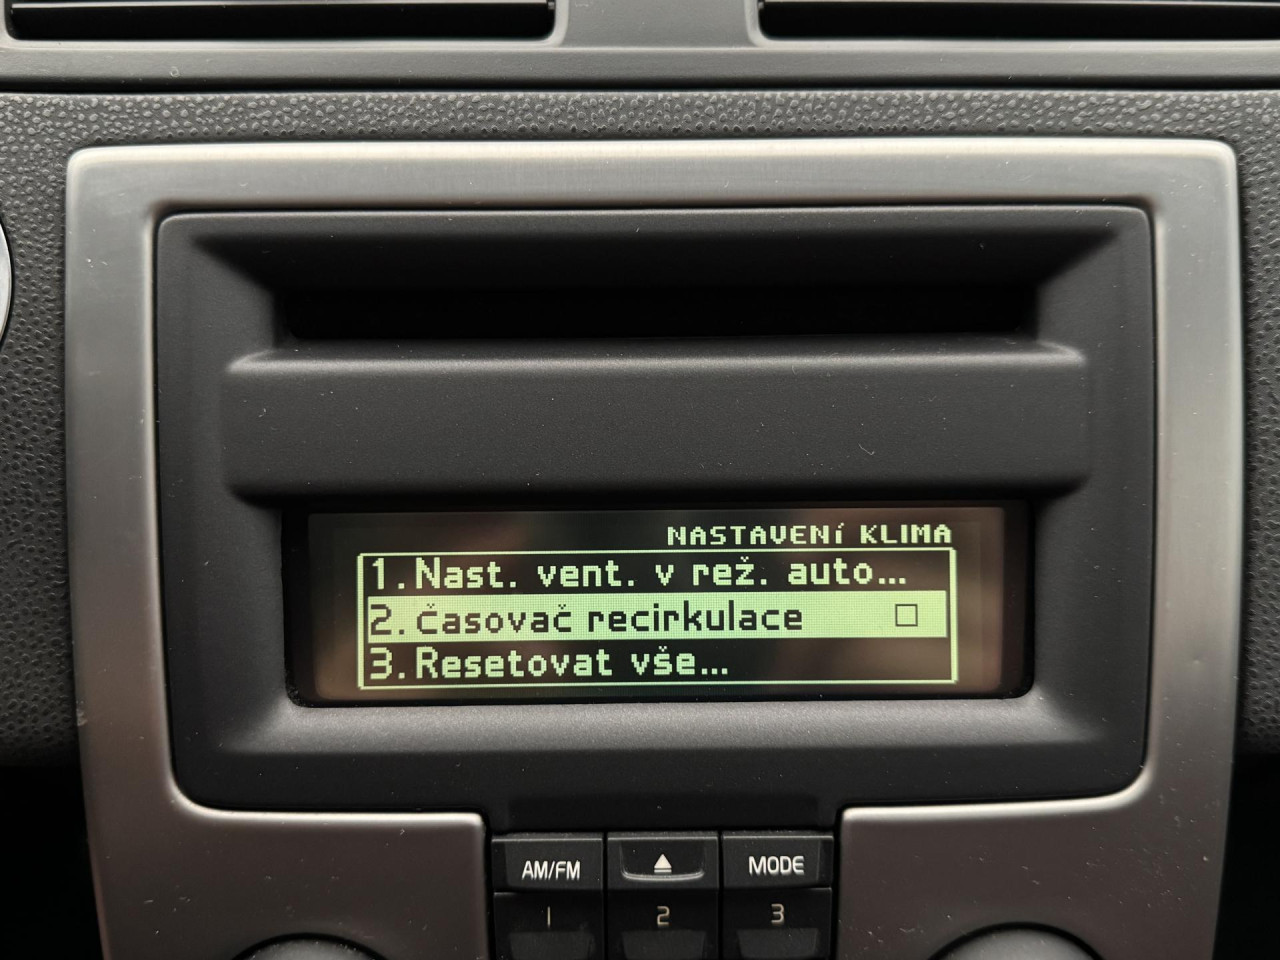 NASTAVENÍ KLIMA
1.Nast. vent. v rež. auto...
2.Časovač recirkulace
3.Resetovat vše...
AM/FM
MODE
1 2 3